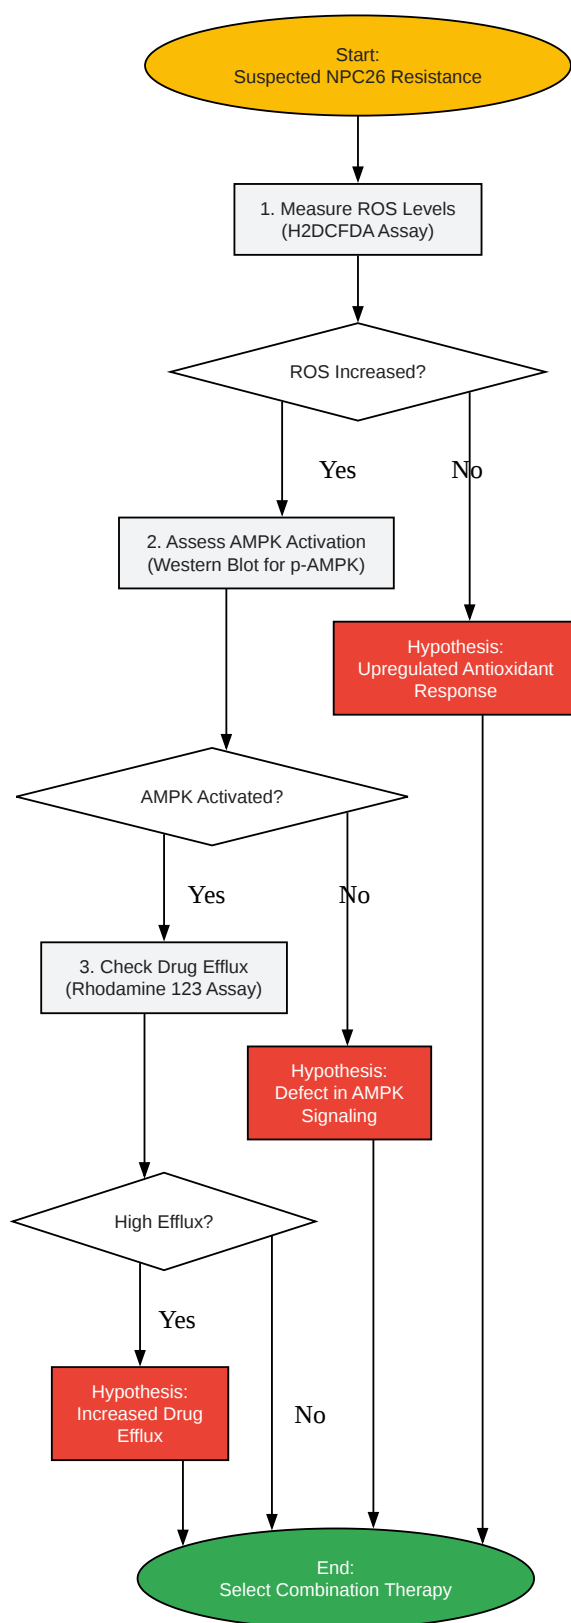 Start:
Suspected NPC26 Resistance
1. Measure ROS Levels
(H2DCFDA Assay)
ROS Increased?
Yes
No
2. Assess AMPK Activation
(Western Blot for p-AMPK)
Hypothesis:
Upregulated Antioxidant
Response
AMPK Activated?
Yes
No
3. Check Drug Efflux
(Rhodamine 123 Assay)
Hypothesis:
Defect in AMPK
Signaling
High Efflux?
Yes
Hypothesis:
Increased Drug
Efflux
No
End:
Select Combination Therapy